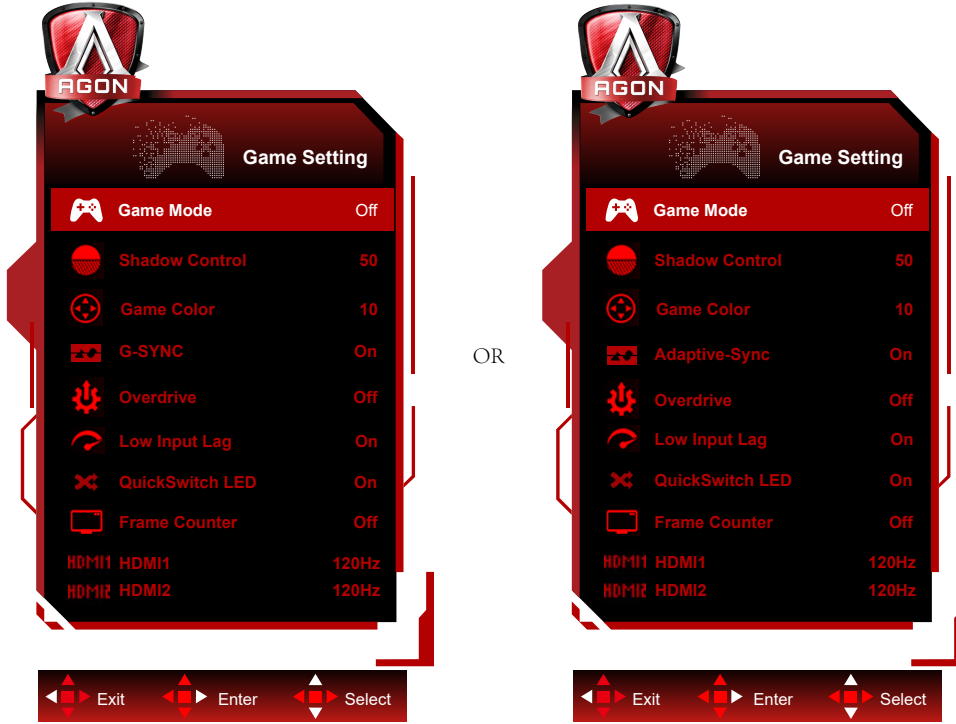 AGON
Game Setting
Game Mode Off
Shadow Control 50
Game Color 10
G-SYNC On
Overdrive Off
Low Input Lag On
QuickSwitch LED On
Frame Counter Off
HDMI1 HDMI1 120Hz
HDMI2 HDMI2 120Hz
Exit Enter Select
OR
AGON
Game Setting
Game Mode Off
Shadow Control 50
Game Color 10
Adaptive-Sync On
Overdrive Off
Low Input Lag On
QuickSwitch LED On
Frame Counter Off
HDMI1 HDMI1 120Hz
HDMI2 HDMI2 120Hz
Exit Enter Select